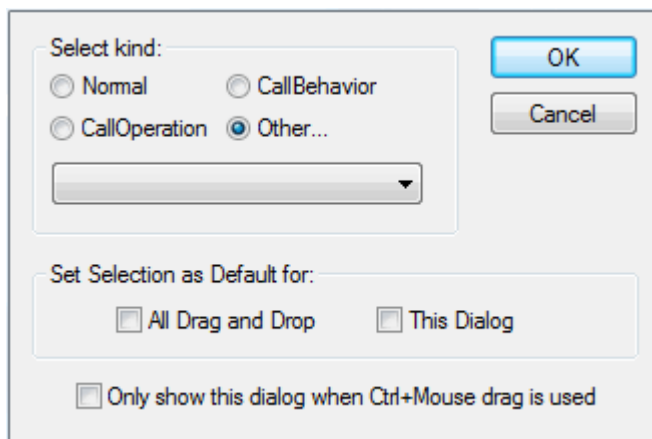 Select kind:
Normal
CallBehavior
CallOperation
Other...
OK
Cancel
Set Selection as Default for:
All Drag and Drop
This Dialog
Only show this dialog when Ctrl+Mouse drag is used